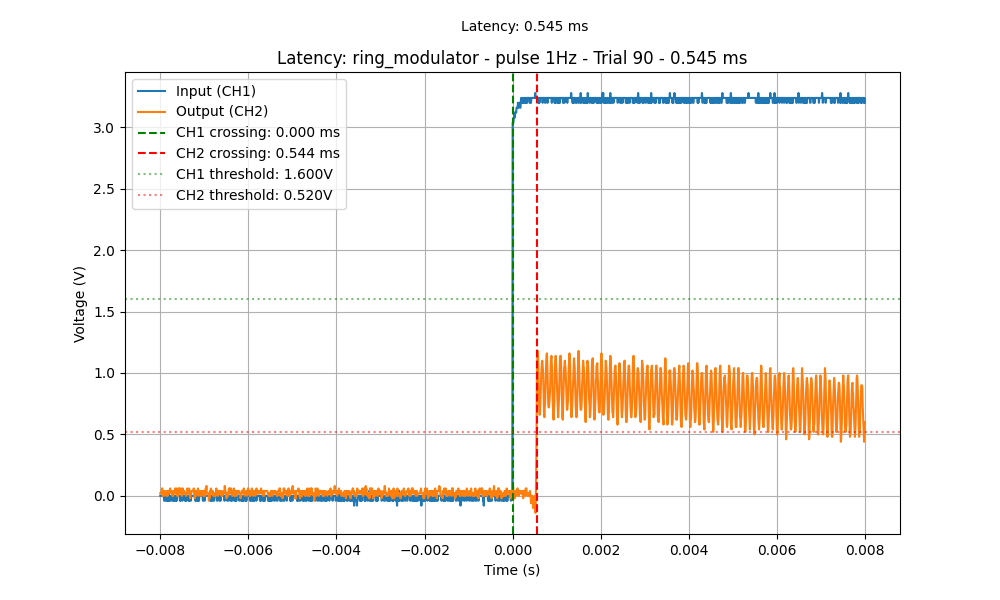 Latency: 0.545 ms
Latency: ring_modulator - pulse 1Hz - Trial 90 - 0.545 ms
Input (CH1)
Output (CH2)
CH1 crossing: 0.000 ms
CH2 crossing: 0.544 ms
CH1 threshold: 1.600V
CH2 threshold: 0.520V
Voltage (V)
3.0
2.5
2.0
1.5
1.0
0.5
0.0
−0.008 −0.006 −0.004 −0.002 0.000 0.002 0.004 0.006 0.008
Time (s)